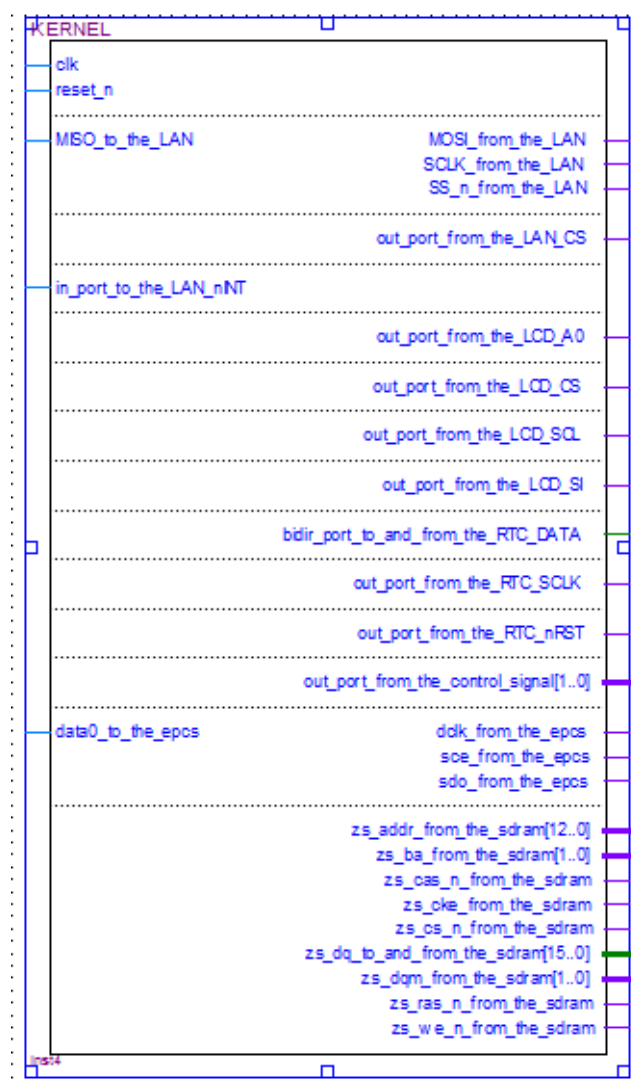 KERNEL
clk
reset_n
MISO_to_the_LAN MOSI_from_the_LAN
SCLK_from_the_LAN
SS_n_from_the_LAN
out_port_from_the_LAN_CS
in_port_to_the_LAN_nINT
out_port_from_the_LCD_A0
out_port_from_the_LCD_CS
out_port_from_the_LCD_SCL
out_port_from_the_LCD_SI
bidir_port_to_and_from_the_RTC_DATA
out_port_from_the_RTC_SCLK
out_port_from_the_RTC_nRST
out_port_from_the_control_signal[1..0]
data0_to_the_epcs dclk_from_the_epcs
sce_from_the_epcs
sdo_from_the_epcs
zs_addr_from_the_sdram[12..0]
zs_ba_from_the_sdram[1..0]
zs_cas_n_from_the_sdram
zs_cke_from_the_sdram
zs_cs_n_from_the_sdram
zs_dq_to_and_from_the_sdram[15..0]
zs_dqm_from_the_sdram[1..0]
zs_ras_n_from_the_sdram
zs_we_n_from_the_sdram
inst4